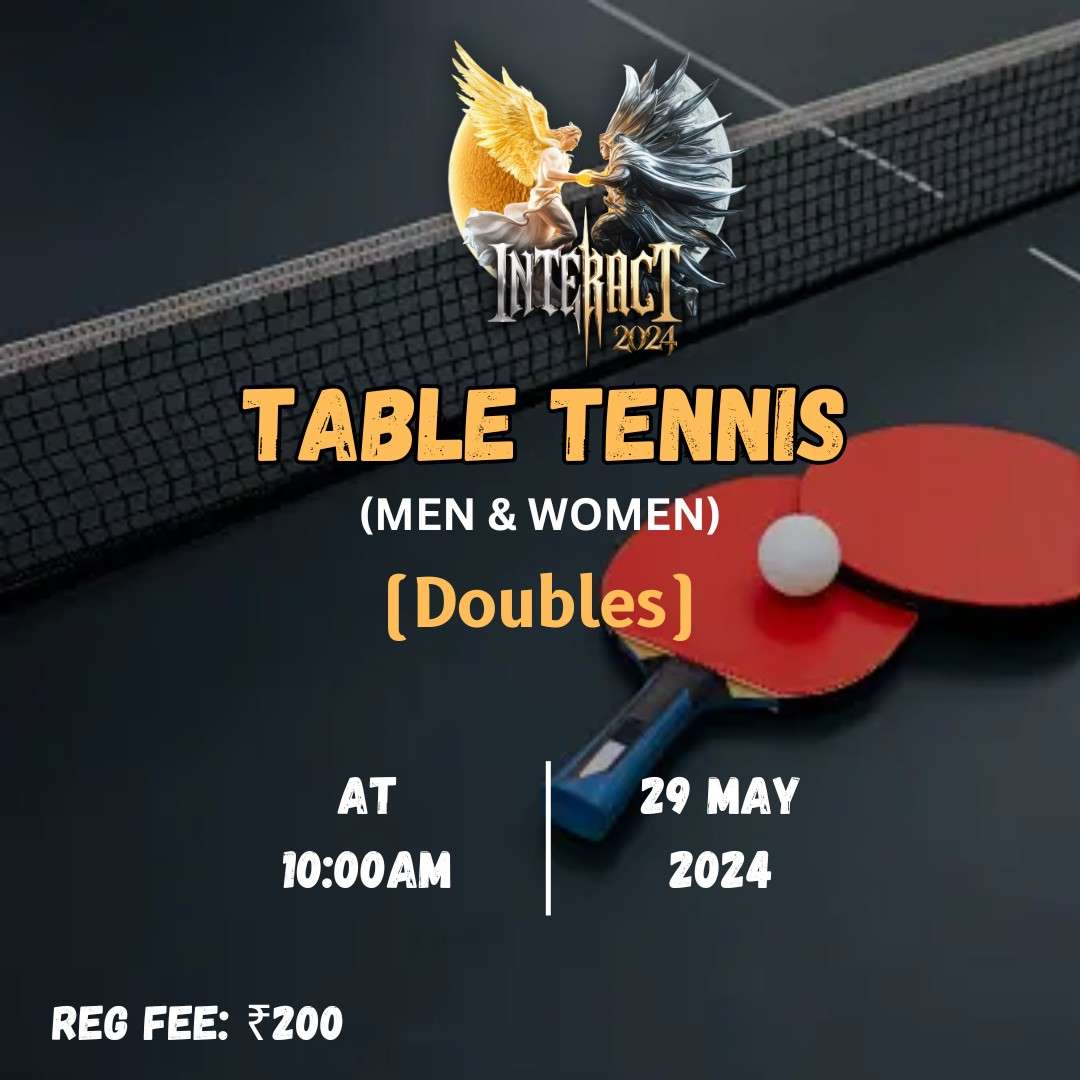 INTERACT
2024
TABLE TENNIS
(MEN & WOMEN)
(Doubles)
AT
10:00AM
29 MAY
2024
REG FEE: ₹200